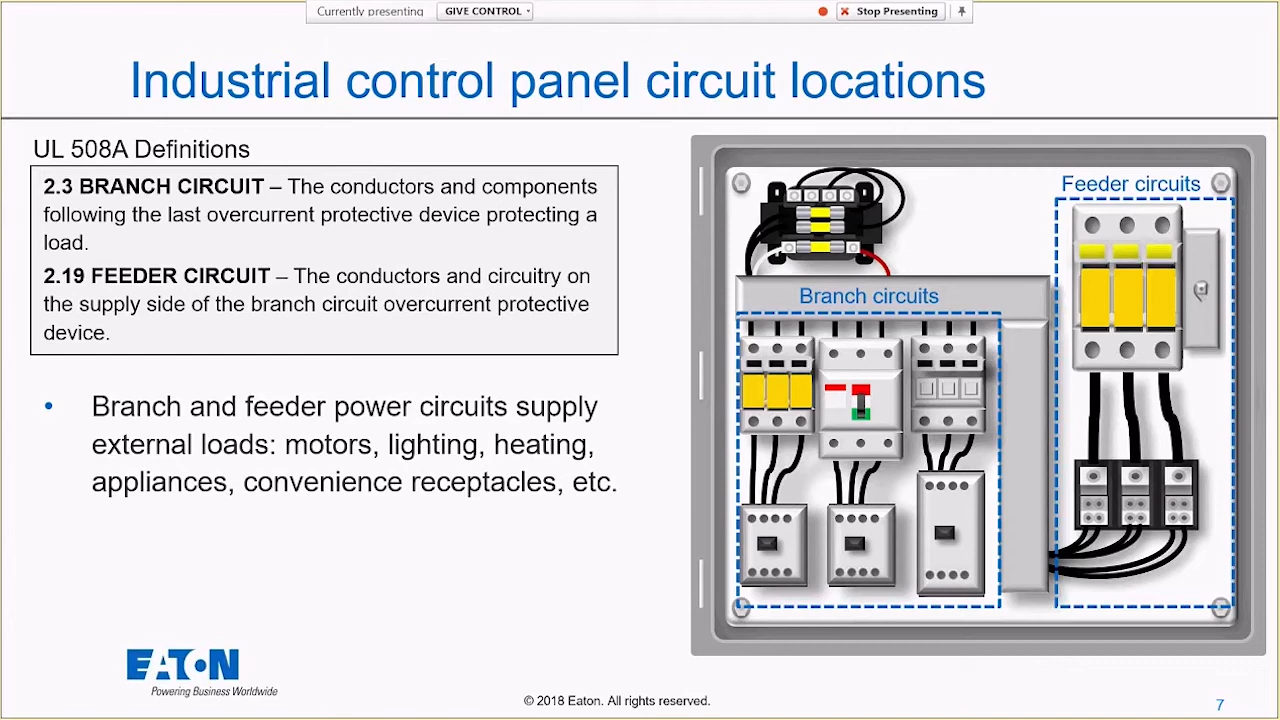 Currently presenting
GIVE CONTROL
Stop Presenting
Industrial control panel circuit locations
UL 508A Definitions
2.3 BRANCH CIRCUIT – The conductors and components
following the last overcurrent protective device protecting a
load.
2.19 FEEDER CIRCUIT – The conductors and circuitry on
the supply side of the branch circuit overcurrent protective
device.
• Branch and feeder power circuits supply
external loads: motors, lighting, heating,
appliances, convenience receptacles, etc.
Feeder circuits
Branch circuits
EATON
Powering Business Worldwide
© 2018 Eaton. All rights reserved.
7